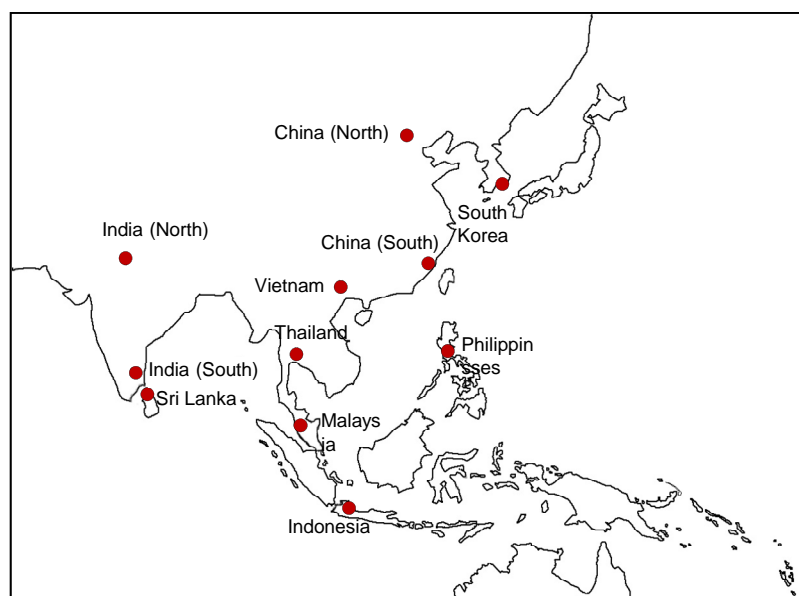 China (North)
South
Korea
India (North)
China (South)
Vietnam
Thailand
Philippin
sses
India (South)
Sri Lanka
Malays
ia
Indonesia